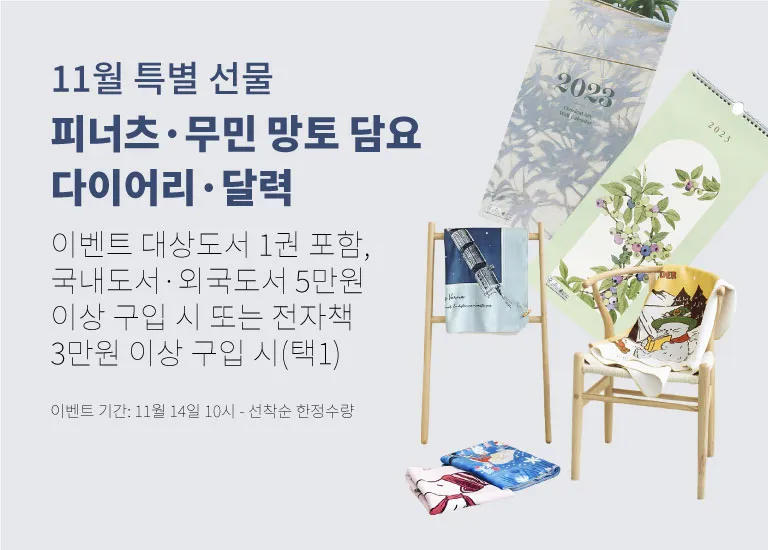 11월 특별 선물
피너츠·무민 망토 담요
다이어리·달력
이벤트 대상도서 1권 포함,
국내도서·외국도서 5만원
이상 구입 시 또는 전자책
3만원 이상 구입 시(택1)
이벤트 기간: 11월 14일 10시 - 선착순 한정수량
2023
Wall Calendar
2023